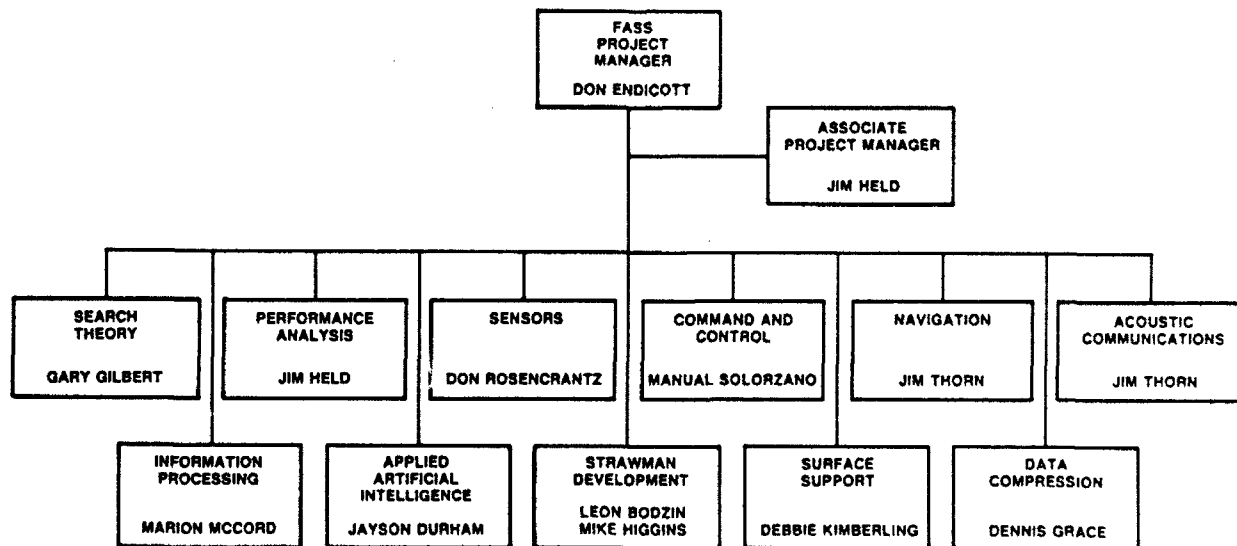 FASS
PROJECT
MANAGER
DON ENDICOTT
ASSOCIATE
PROJECT MANAGER
JIM HELD
SEARCH
THEORY
GARY GILBERT
PERFORMANCE
ANALYSIS
JIM HELD
SENSORS
DON ROSENCRANTZ
COMMAND AND
CONTROL
MANUAL SOLORZANO
NAVIGATION
JIM THORN
ACOUSTIC
COMMUNICATIONS
JIM THORN
INFORMATION
PROCESSING
MARION MCCORD
APPLIED
ARTIFICIAL
INTELLIGENCE
JAYSON DURHAM
STRAWMAN
DEVELOPMENT
LEON BODZIN
MIKE HIGGINS
SURFACE
SUPPORT
DEBBIE KIMBERLING
DATA
COMPRESSION
DENNIS GRACE